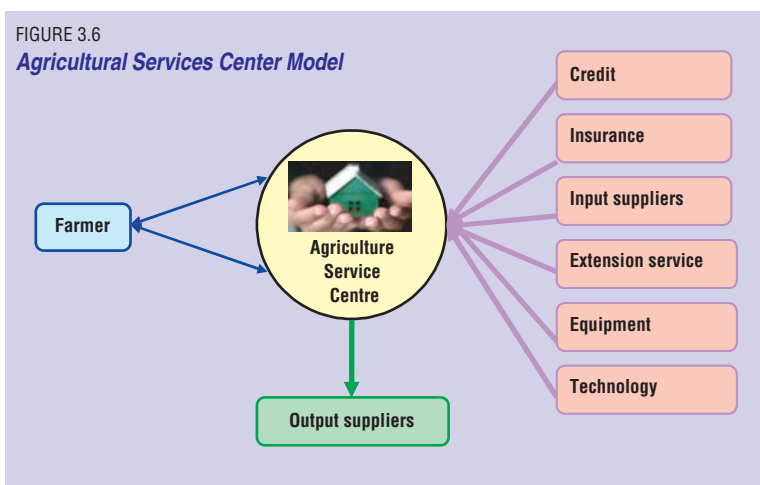 FIGURE 3.6
Agricultural Services Center Model
Credit
Insurance
Input suppliers
Extension service
Equipment
Technology
Farmer
Agriculture
Service
Centre
Output suppliers